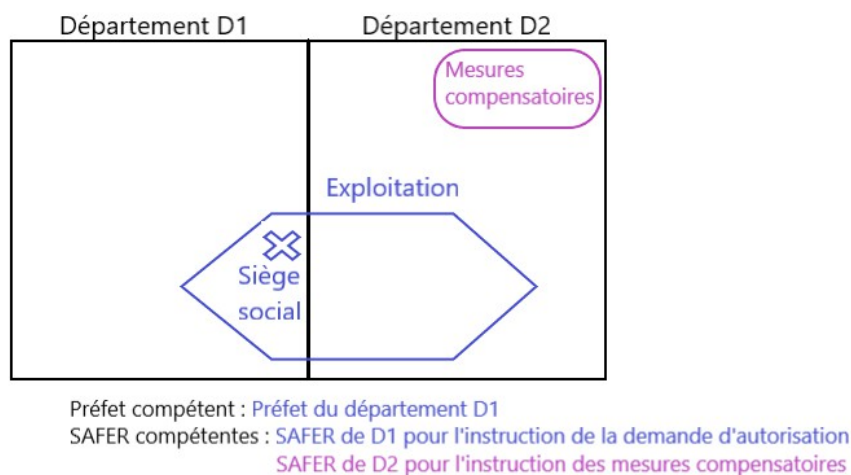 Département D1
Département D2
Mesures
compensatoires
Exploitation
Siège
social
Préfet compétent : Préfet du département D1
SAFER compétentes : SAFER de D1 pour l'instruction de la demande d'autorisation
SAFER de D2 pour l'instruction des mesures compensatoires